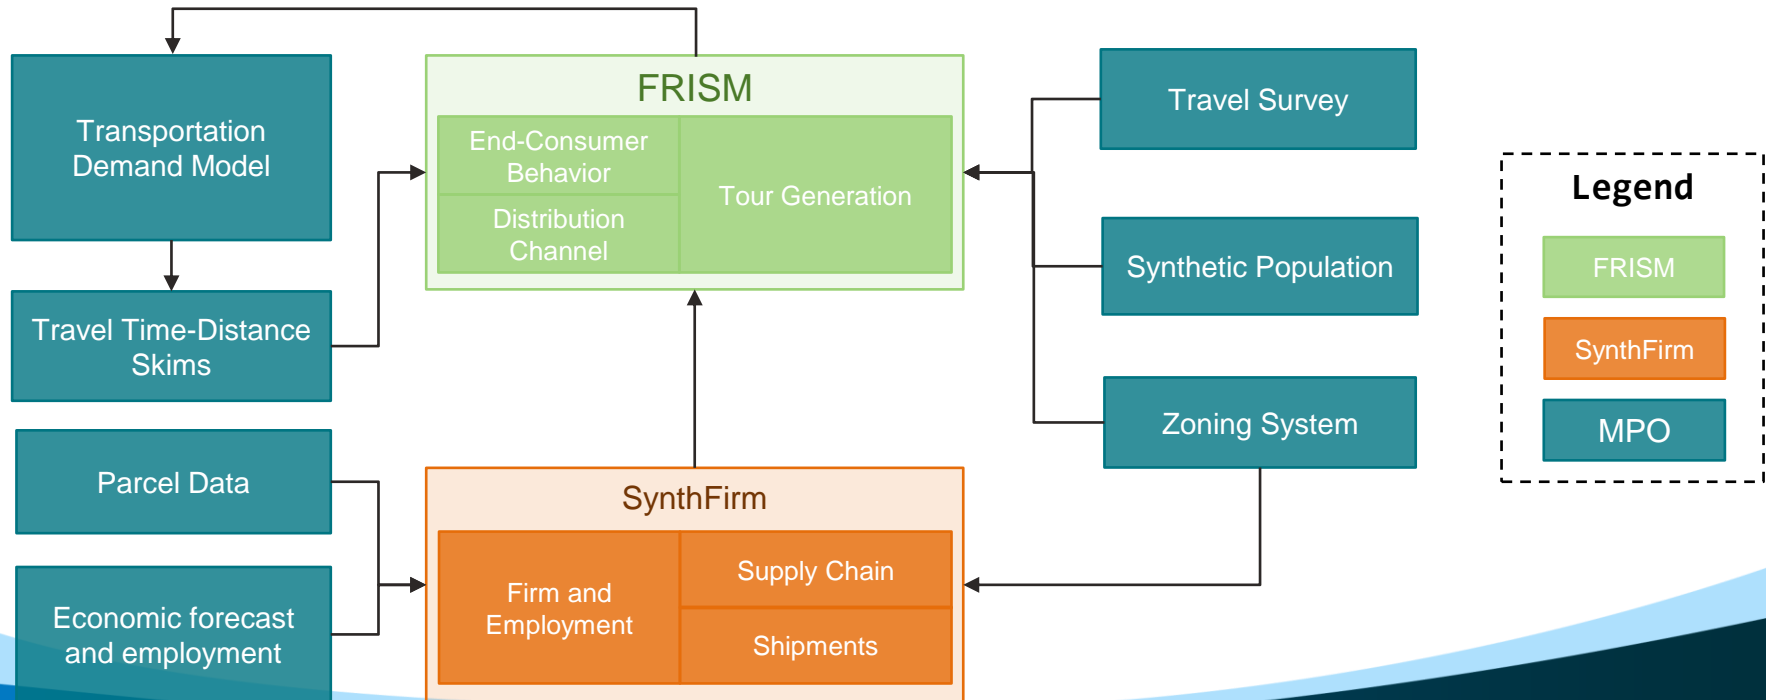 Transportation
Demand Model
Travel Time-Distance
Skims
Parcel Data
Economic forecast
and employment
FRISM
End-Consumer
Behavior
Distribution
Channel
Tour Generation
SynthFirm
Firm and
Employment
Supply Chain
Shipments
Travel Survey
Synthetic Population
Zoning System
Legend
FRISM
SynthFirm
MPO